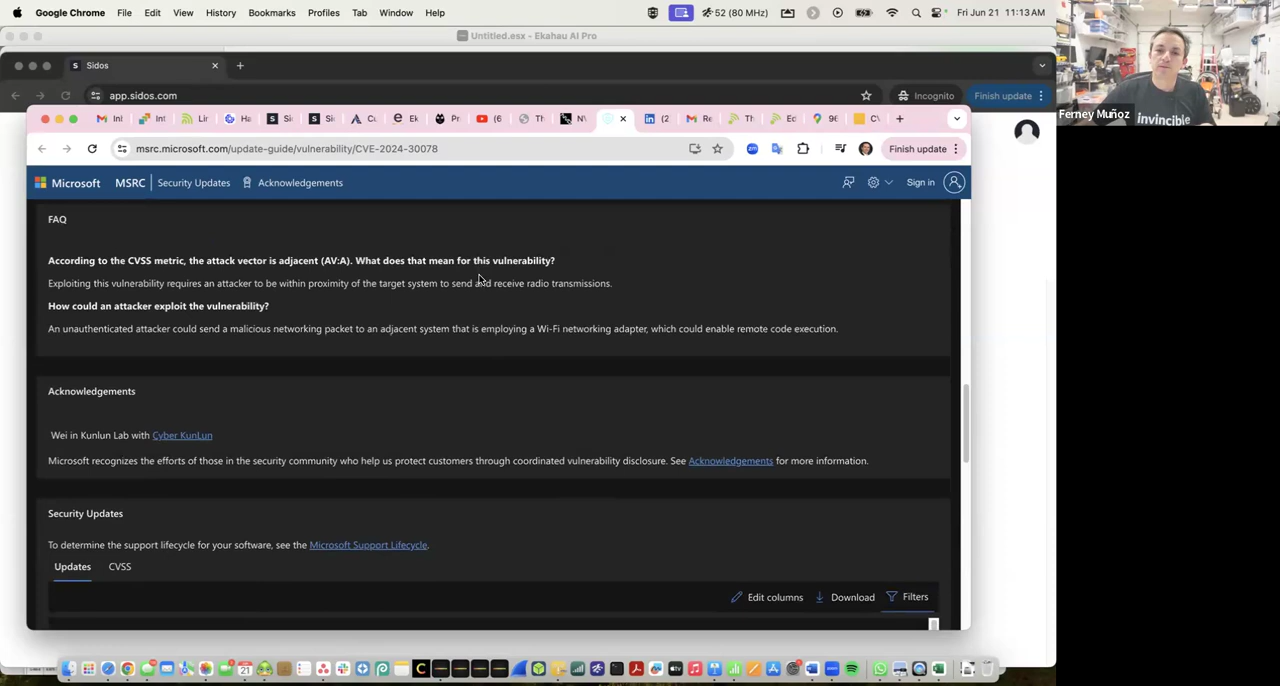 Google Chrome File Edit View History Bookmarks Profiles Tab Window Help 52 (80 MHz) Fri Jun 21 11:13 AM
Untitled.esx - Ekahau AI Pro
S Sidos
app.sidos.com Incognito Finish update
Ferney Muñoz
invincible
msrc.microsoft.com/update-guide/vulnerability/CVE-2024-30078 Finish update
Microsoft MSRC Security Updates Acknowledgements Sign in
FAQ
According to the CVSS metric, the attack vector is adjacent (AV:A). What does that mean for this vulnerability?
Exploiting this vulnerability requires an attacker to be within proximity of the target system to send and receive radio transmissions.
How could an attacker exploit the vulnerability?
An unauthenticated attacker could send a malicious networking packet to an adjacent system that is employing a Wi-Fi networking adapter, which could enable remote code execution.
Acknowledgements
Wei in Kunlun Lab with Cyber KunLun
Microsoft recognizes the efforts of those in the security community who help us protect customers through coordinated vulnerability disclosure. See Acknowledgements for more information.
Security Updates
To determine the support lifecycle for your software, see the Microsoft Support Lifecycle.
Updates CVSS
Edit columns Download Filters